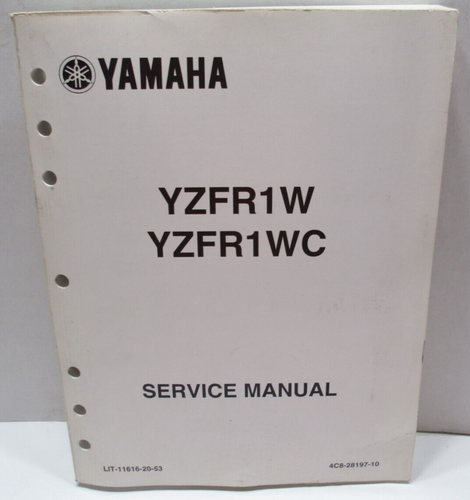 YAMAHA
YZFR1W
YZFR1WC
SERVICE MANUAL
LIT-11616-20-53 4C8-28197-10